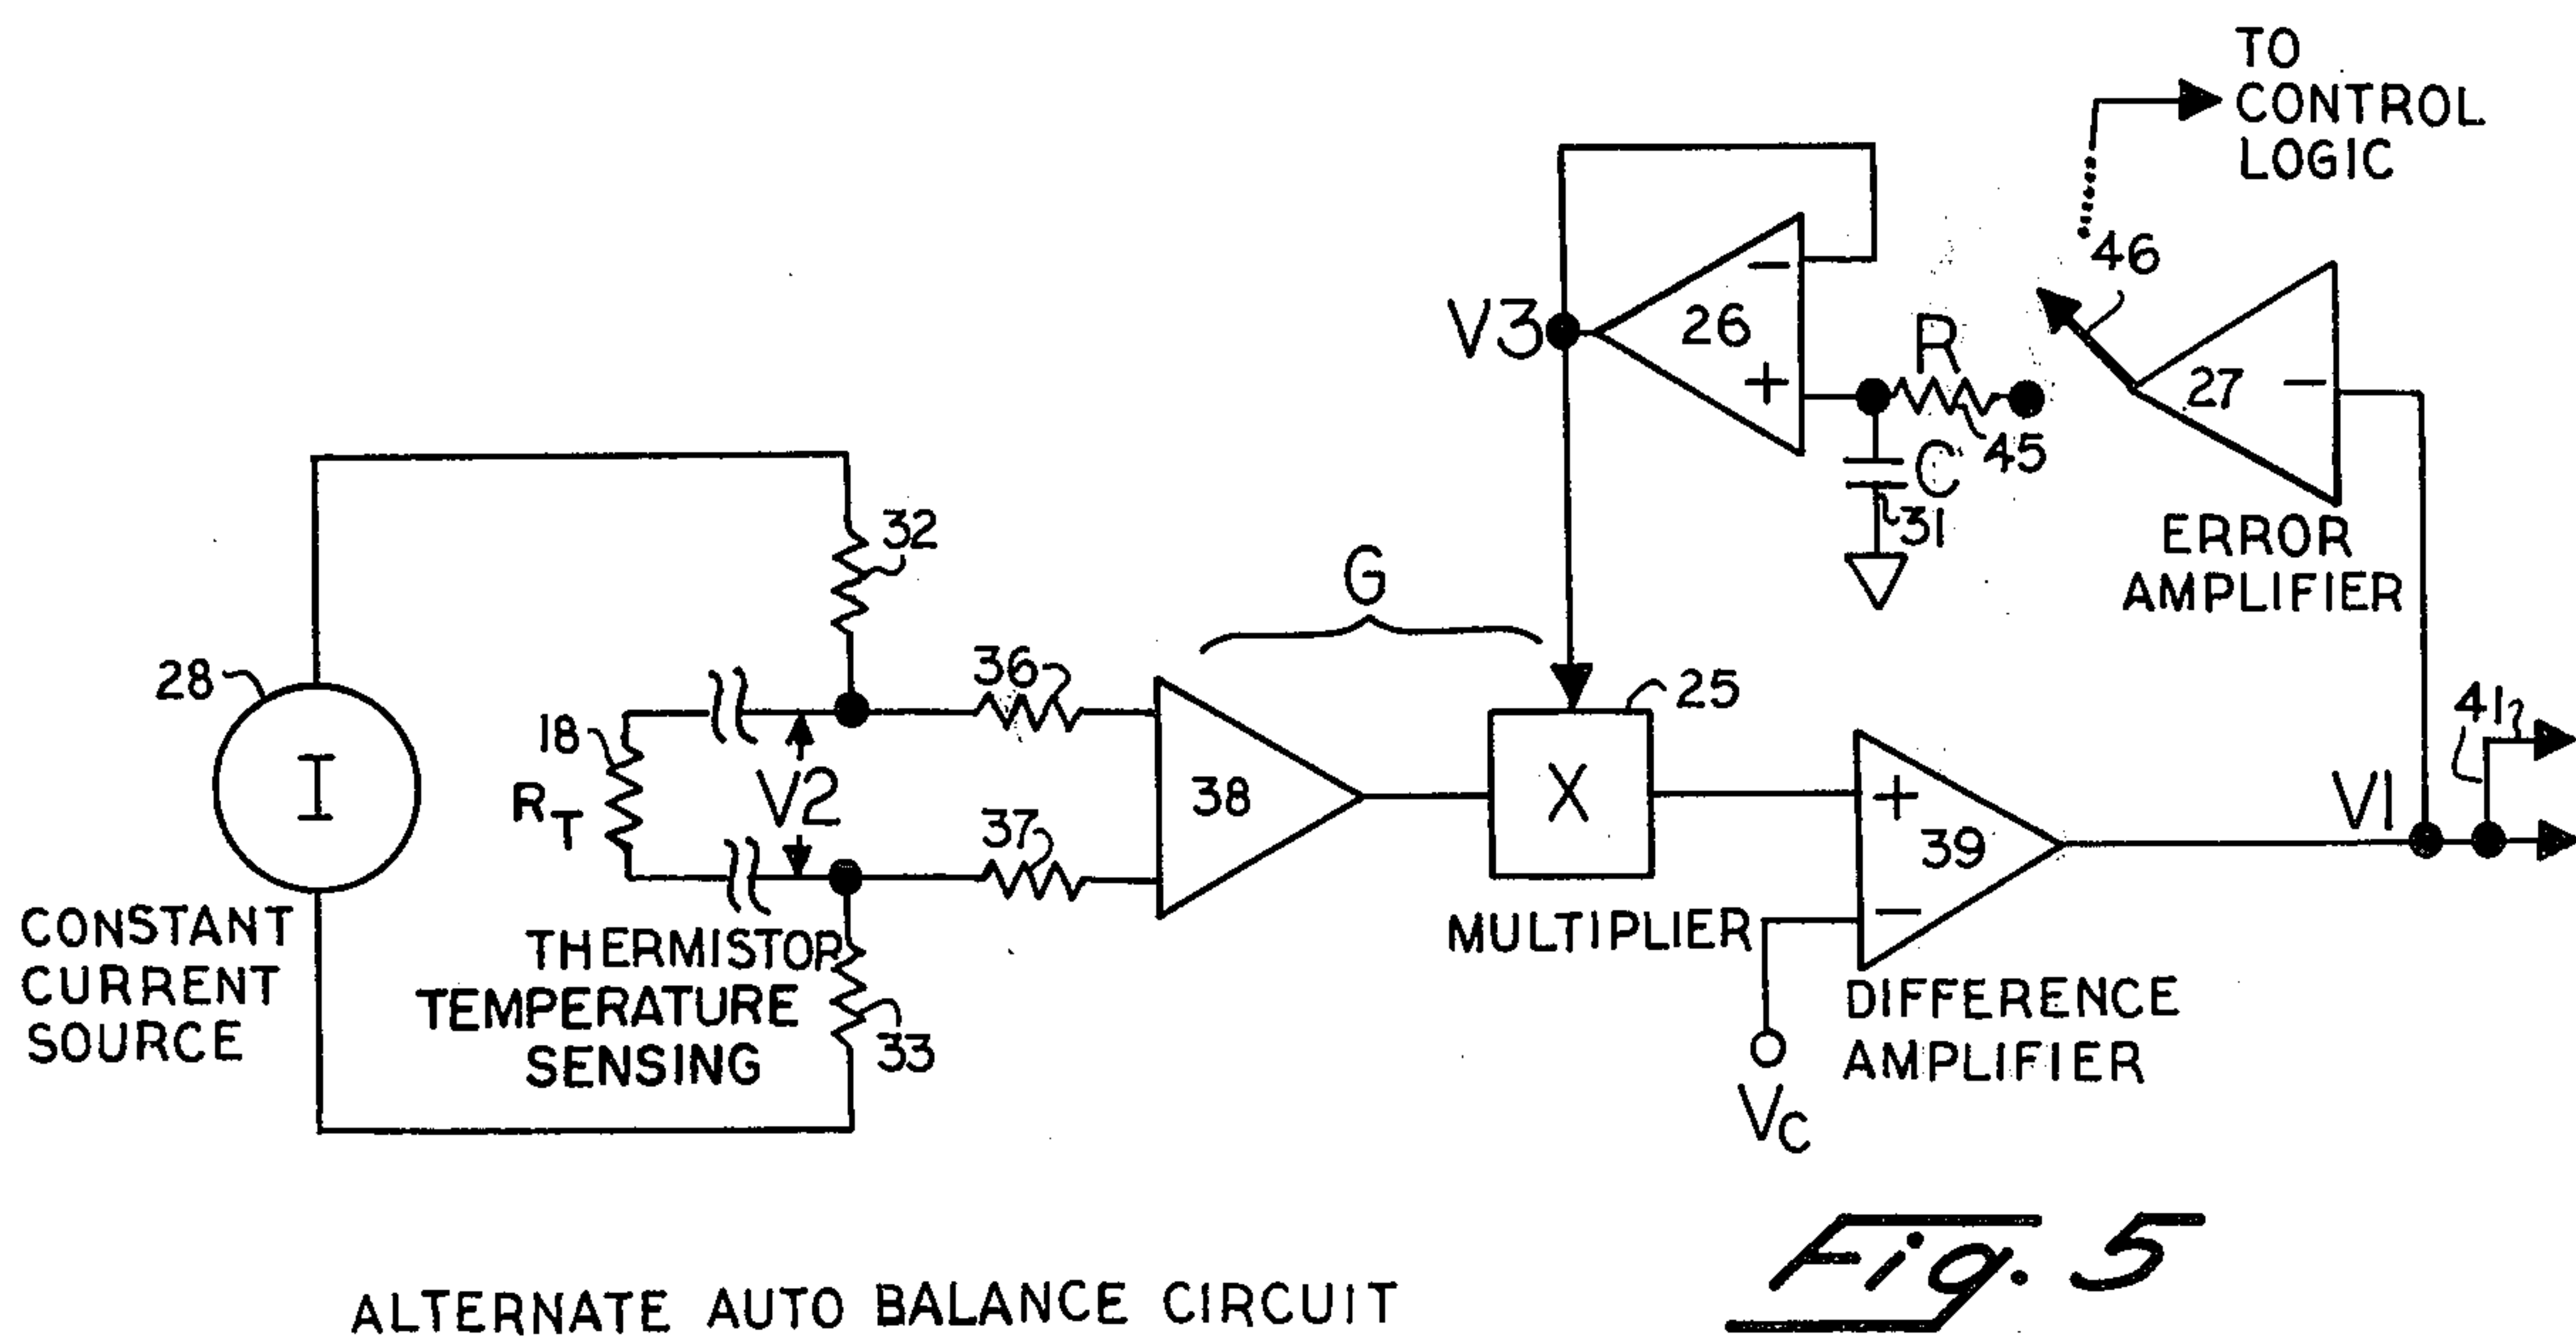 TO
CONTROL
LOGIC
46
V3
26
−
+
R
45
C
31
27
−
ERROR
AMPLIFIER
32
G
28
I
36
25
18
RT
V2
37
38
X
+
39
−
V1
41
CONSTANT
CURRENT
SOURCE
THERMISTOR
TEMPERATURE
SENSING
33
MULTIPLIER
DIFFERENCE
AMPLIFIER
VC
ALTERNATE AUTO BALANCE CIRCUIT
Fig. 5